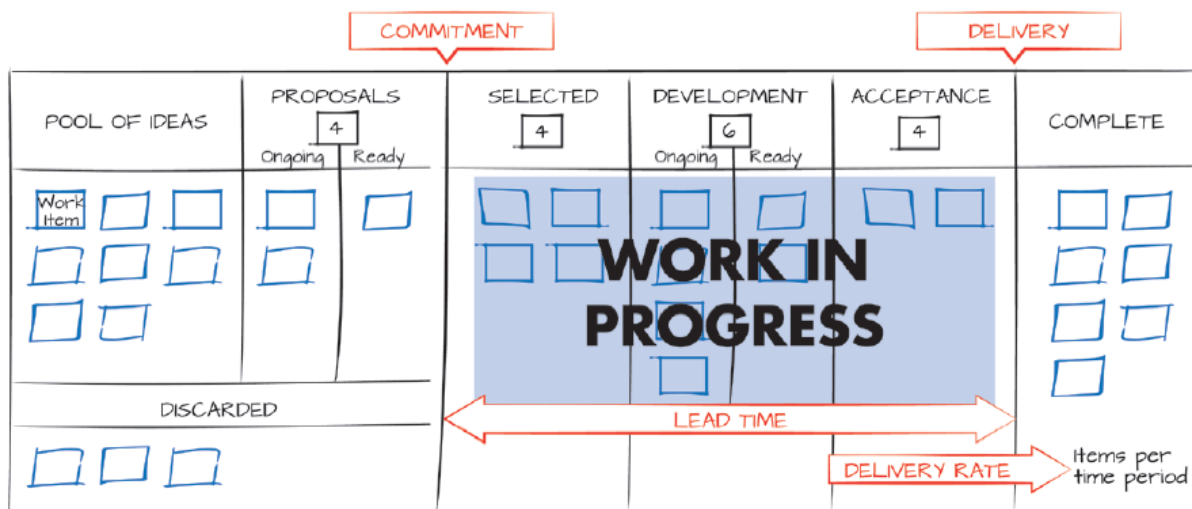 COMMITMENT
DELIVERY
POOL OF IDEAS
PROPOSALS
4
Ongoing
Ready
SELECTED
4
DEVELOPMENT
6
Ongoing
Ready
ACCEPTANCE
4
COMPLETE
Work
Item
WORK IN
PROGRESS
DISCARDED
LEAD TIME
DELIVERY RATE
Items per
time period